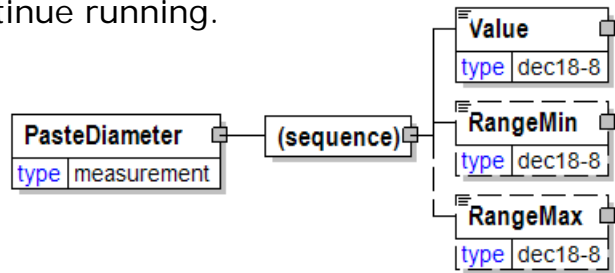 tinue running.
Value
type dec18-8
PasteDiameter
type measurement
(sequence)
RangeMin
type dec18-8
RangeMax
type dec18-8